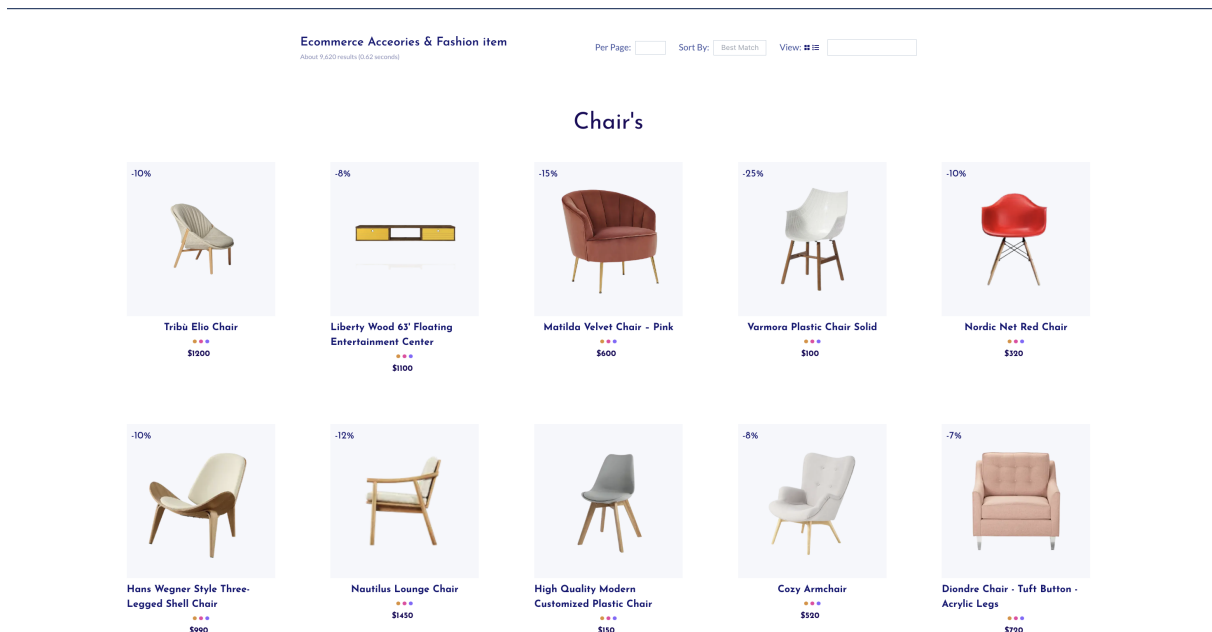 Ecommerce Acceories & Fashion item
About 9,620 results (0.62 seconds)
Per Page:
Sort By: Best Match
View:
Chair's
-10%
Tribù Elio Chair
$1200
-8%
Liberty Wood 63' Floating
Entertainment Center
$1100
-15%
Matilda Velvet Chair – Pink
$600
-25%
Varmora Plastic Chair Solid
$100
-10%
Nordic Net Red Chair
$320
-10%
Hans Wegner Style Three-
Legged Shell Chair
$990
-12%
Nautilus Lounge Chair
$1450
High Quality Modern
Customized Plastic Chair
$150
-8%
Cozy Armchair
$520
-7%
Diondre Chair - Tuft Button -
Acrylic Legs
$720